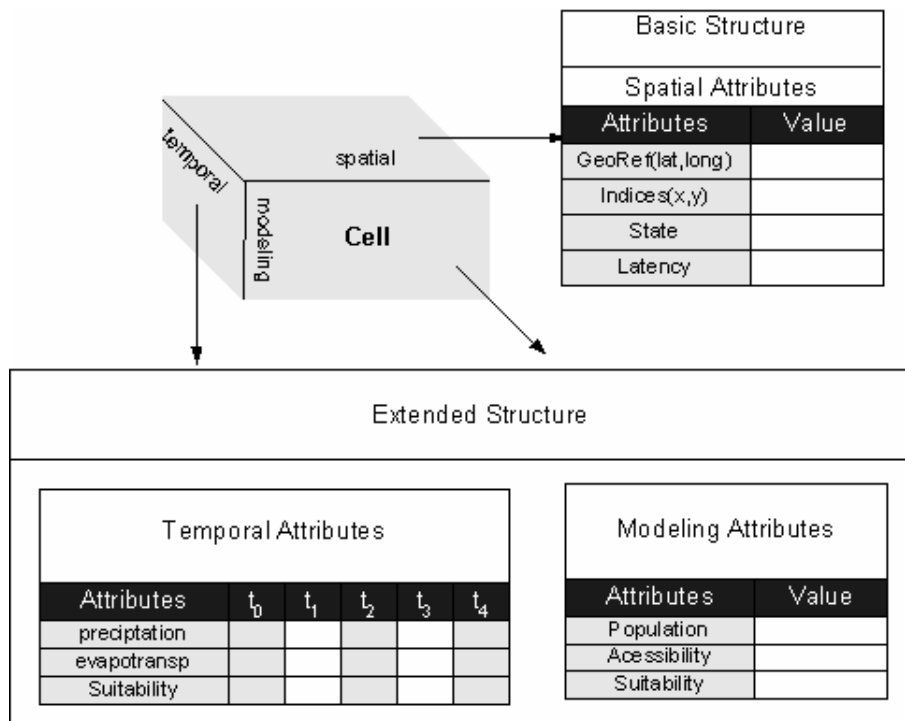 Basic Structure
Spatial Attributes
Attributes Value
GeoRef(lat,long)
Indices(x,y)
State
Latency
temporal
spatial
modeling
Cell
Extended Structure
Temporal Attributes
Attributes t0 t1 t2 t3 t4
preciptation
evapotransp
Suitability
Modeling Attributes
Attributes Value
Population
Acessibility
Suitability